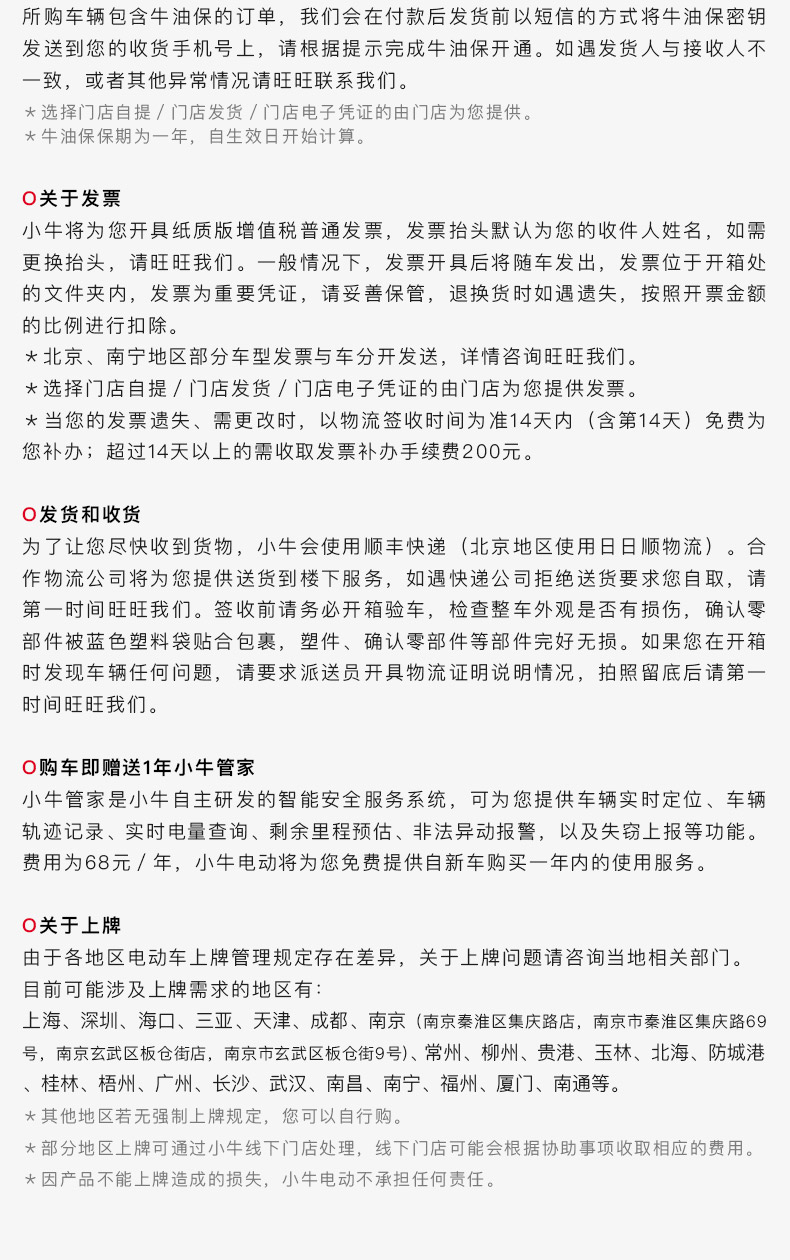 所购车辆包含牛油保的订单，我们会在付款后发货前以短信的方式将牛油保密钥
发送到您的收货手机号上，请根据提示完成牛油保开通。如遇发货人与接收人不
一致，或者其他异常情况请旺旺联系我们。
＊选择门店自提／门店发货／门店电子凭证的由门店为您提供。
＊牛油保保期为一年，自生效日开始计算。
O关于发票
小牛将为您开具纸质版增值税普通发票，发票抬头默认为您的收件人姓名，如需
更换抬头，请旺旺我们。一般情况下，发票开具后将随车发出，发票位于开箱处
的文件夹内，发票为重要凭证，请妥善保管，退换货时如遇遗失，按照开票金额
的比例进行扣除。
＊北京、南宁地区部分车型发票与车分开发送，详情咨询旺旺我们。
＊选择门店自提／门店发货／门店电子凭证的由门店为您提供发票。
＊当您的发票遗失、需更改时，以物流签收时间为准14天内（含第14天）免费为
您补办；超过14天以上的需收取发票补办手续费200元。
O发货和收货
为了让您尽快收到货物，小牛会使用顺丰快递（北京地区使用日日顺物流）。合
作物流公司将为您提供送货到楼下服务，如遇快递公司拒绝送货要求您自取，请
第一时间旺旺我们。签收前请务必开箱验车，检查整车外观是否有损伤，确认零
部件被蓝色塑料袋贴合包裹，塑件、确认零部件等部件完好无损。如果您在开箱
时发现车辆任何问题，请要求派送员开具物流证明说明情况，拍照留底后请第一
时间旺旺我们。
O购车即赠送1年小牛管家
小牛管家是小牛自主研发的智能安全服务系统，可为您提供车辆实时定位、车辆
轨迹记录、实时电量查询、剩余里程预估、非法异动报警，以及失窃上报等功能。
费用为68元／年，小牛电动将为您免费提供自新车购买一年内的使用服务。
O关于上牌
由于各地区电动车上牌管理规定存在差异，关于上牌问题请咨询当地相关部门。
目前可能涉及上牌需求的地区有：
上海、深圳、海口、三亚、天津、成都、南京（南京秦淮区集庆路店，南京市秦淮区集庆路69
号，南京玄武区板仓街店，南京市玄武区板仓街9号）、常州、柳州、贵港、玉林、北海、防城港
、桂林、梧州、广州、长沙、武汉、南昌、南宁、福州、厦门、南通等。
＊其他地区若无强制上牌规定，您可以自行购。
＊部分地区上牌可通过小牛线下门店处理，线下门店可能会根据协助事项收取相应的费用。
＊因产品不能上牌造成的损失，小牛电动不承担任何责任。